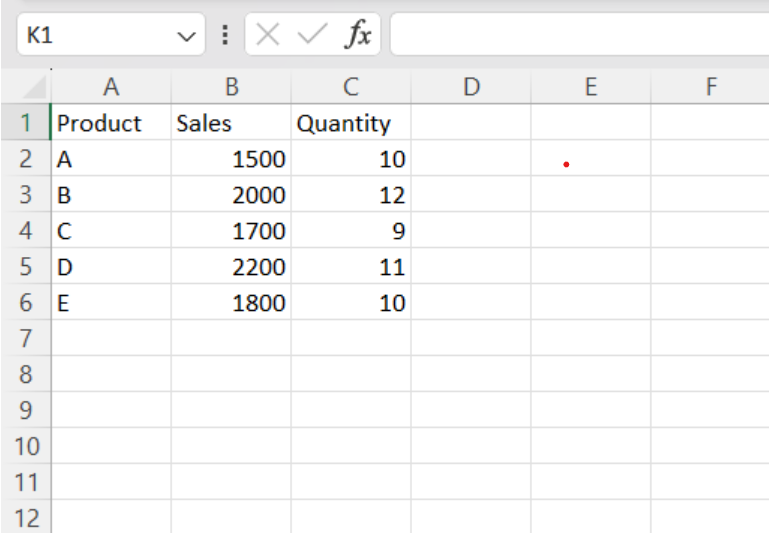 K1 fx
A B C D E F
1 Product Sales Quantity
2 A 1500 10
3 B 2000 12
4 C 1700 9
5 D 2200 11
6 E 1800 10
7
8
9
10
11
12